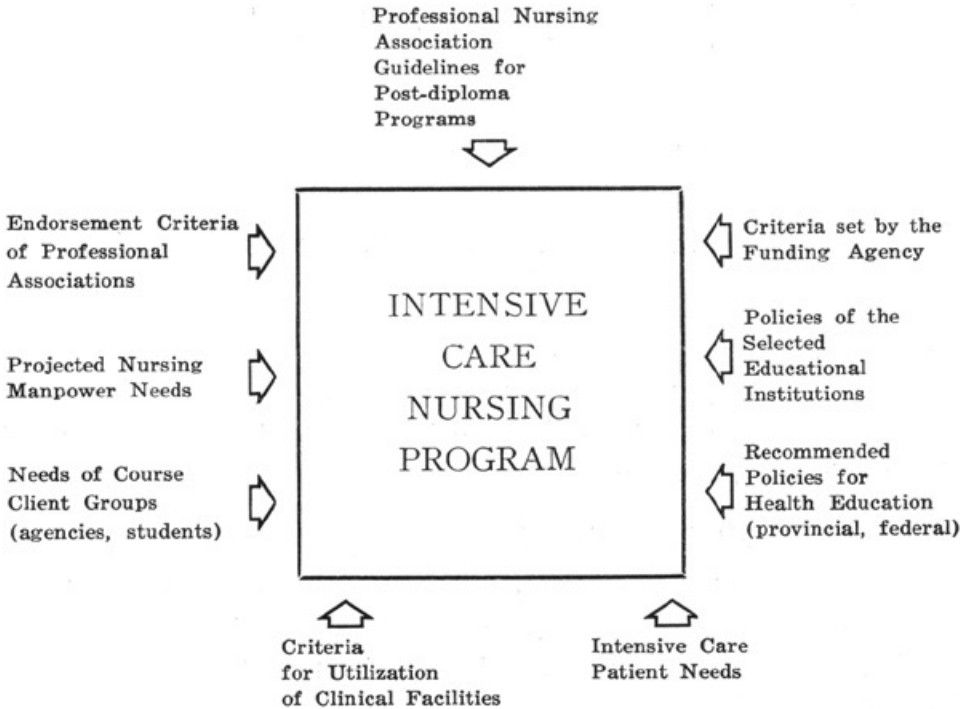 Professional Nursing
Association
Guidelines for
Post-diploma
Programs
Endorsement Criteria
of Professional
Associations
Projected Nursing
Manpower Needs
Needs of Course
Client Groups
(agencies, students)
INTENSIVE
CARE
NURSING
PROGRAM
Criteria set by the
Funding Agency
Policies of the
Selected
Educational
Institutions
Recommended
Policies for
Health Education
(provincial, federal)
Criteria
for Utilization
of Clinical Facilities
Intensive Care
Patient Needs